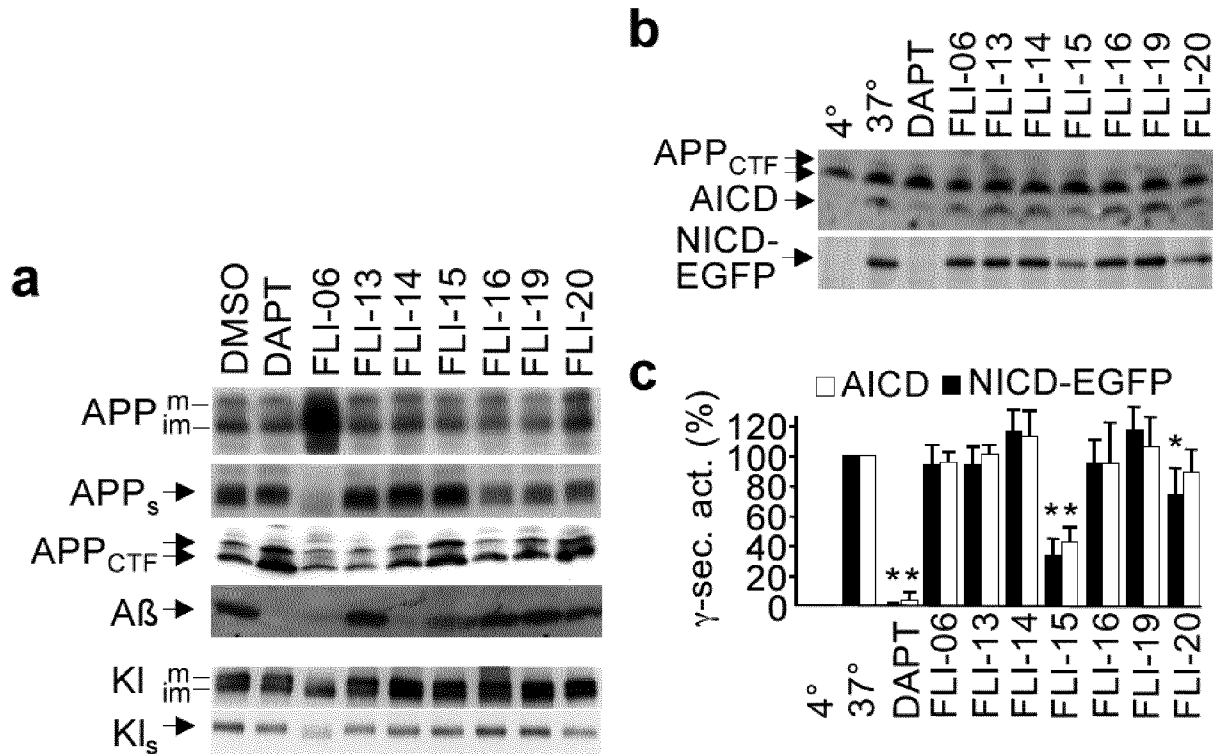 b
4°
37°
DAPT
FLI-06
FLI-13
FLI-14
FLI-15
FLI-16
FLI-19
FLI-20
APPCTF
AICD
NICD-
EGFP
a
DMSO
DAPT
FLI-06
FLI-13
FLI-14
FLI-15
FLI-16
FLI-19
FLI-20
APP m
im
APPs
APPCTF
Aß
Kl m
im
Kls
c
AICD NICD-EGFP
γ-sec. act. (%)
120
100
80
60
40
20
0
* *
* *
*
4°
37°
DAPT
FLI-06
FLI-13
FLI-14
FLI-15
FLI-16
FLI-19
FLI-20